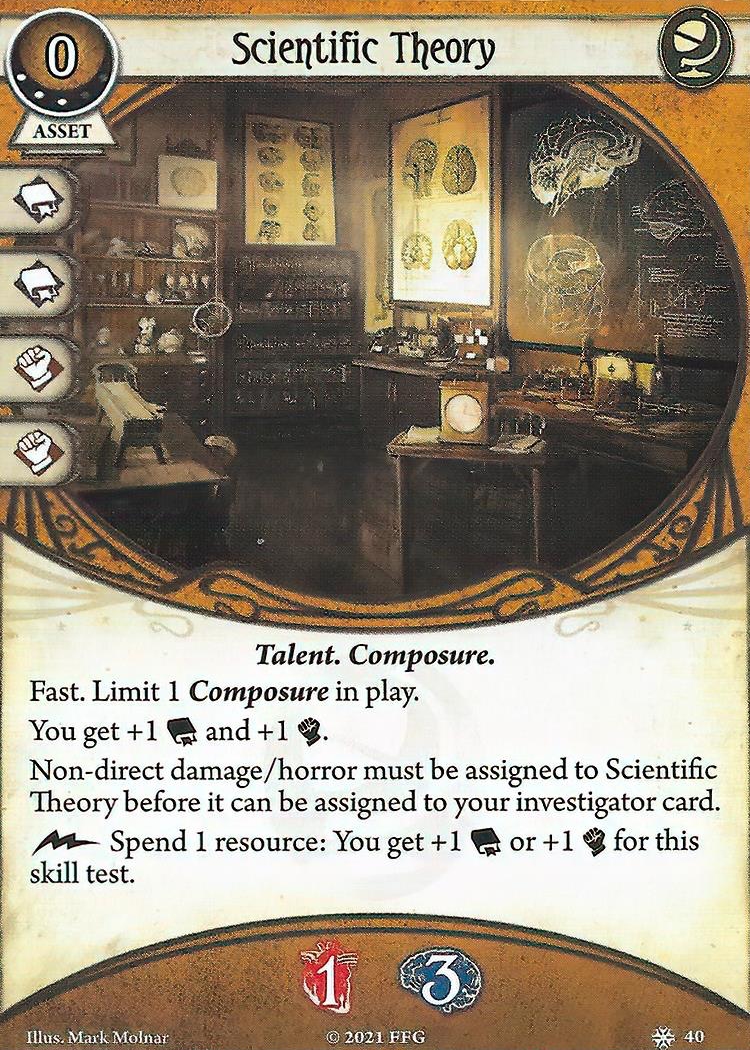 0
Scientific Theory
ASSET
Talent. Composure.
Fast. Limit 1 Composure in play.
You get +1 and +1 .
Non-direct damage/horror must be assigned to Scientific
Theory before it can be assigned to your investigator card.
Spend 1 resource: You get +1 or +1 for this
skill test.
1 3
Illus. Mark Molnar © 2021 FFG 40